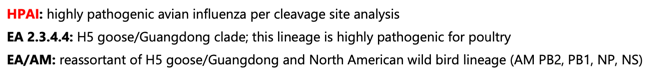 HPAI: highly pathogenic avian influenza per cleavage site analysis
EA 2.3.4.4: H5 goose/Guangdong clade; this lineage is highly pathogenic for poultry
EA/AM: reassortant of H5 goose/Guangdong and North American wild bird lineage (AM PB2, PB1, NP, NS)